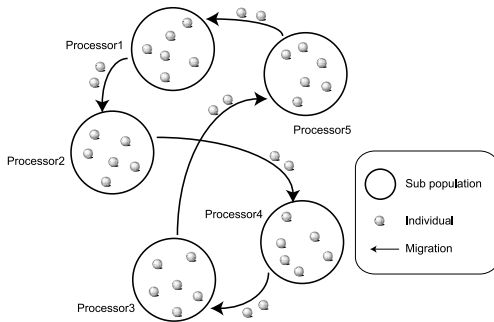 Processor1
Processor5
Processor2
Processor4
Processor3
Sub population
Individual
Migration